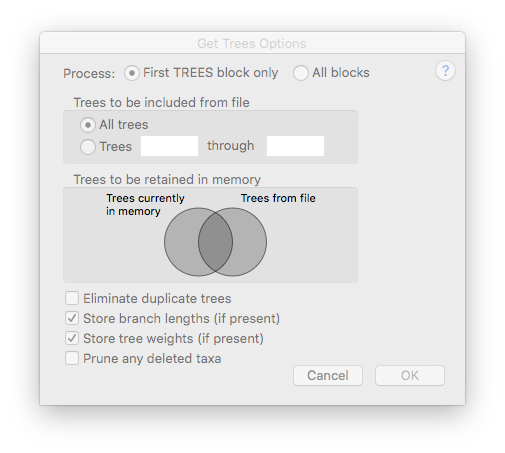 Get Trees Options
Process: First TREES block only All blocks ?
Trees to be included from file
All trees
Trees through
Trees to be retained in memory
Trees currently
in memory
Trees from file
Eliminate duplicate trees
Store branch lengths (if present)
Store tree weights (if present)
Prune any deleted taxa
Cancel OK